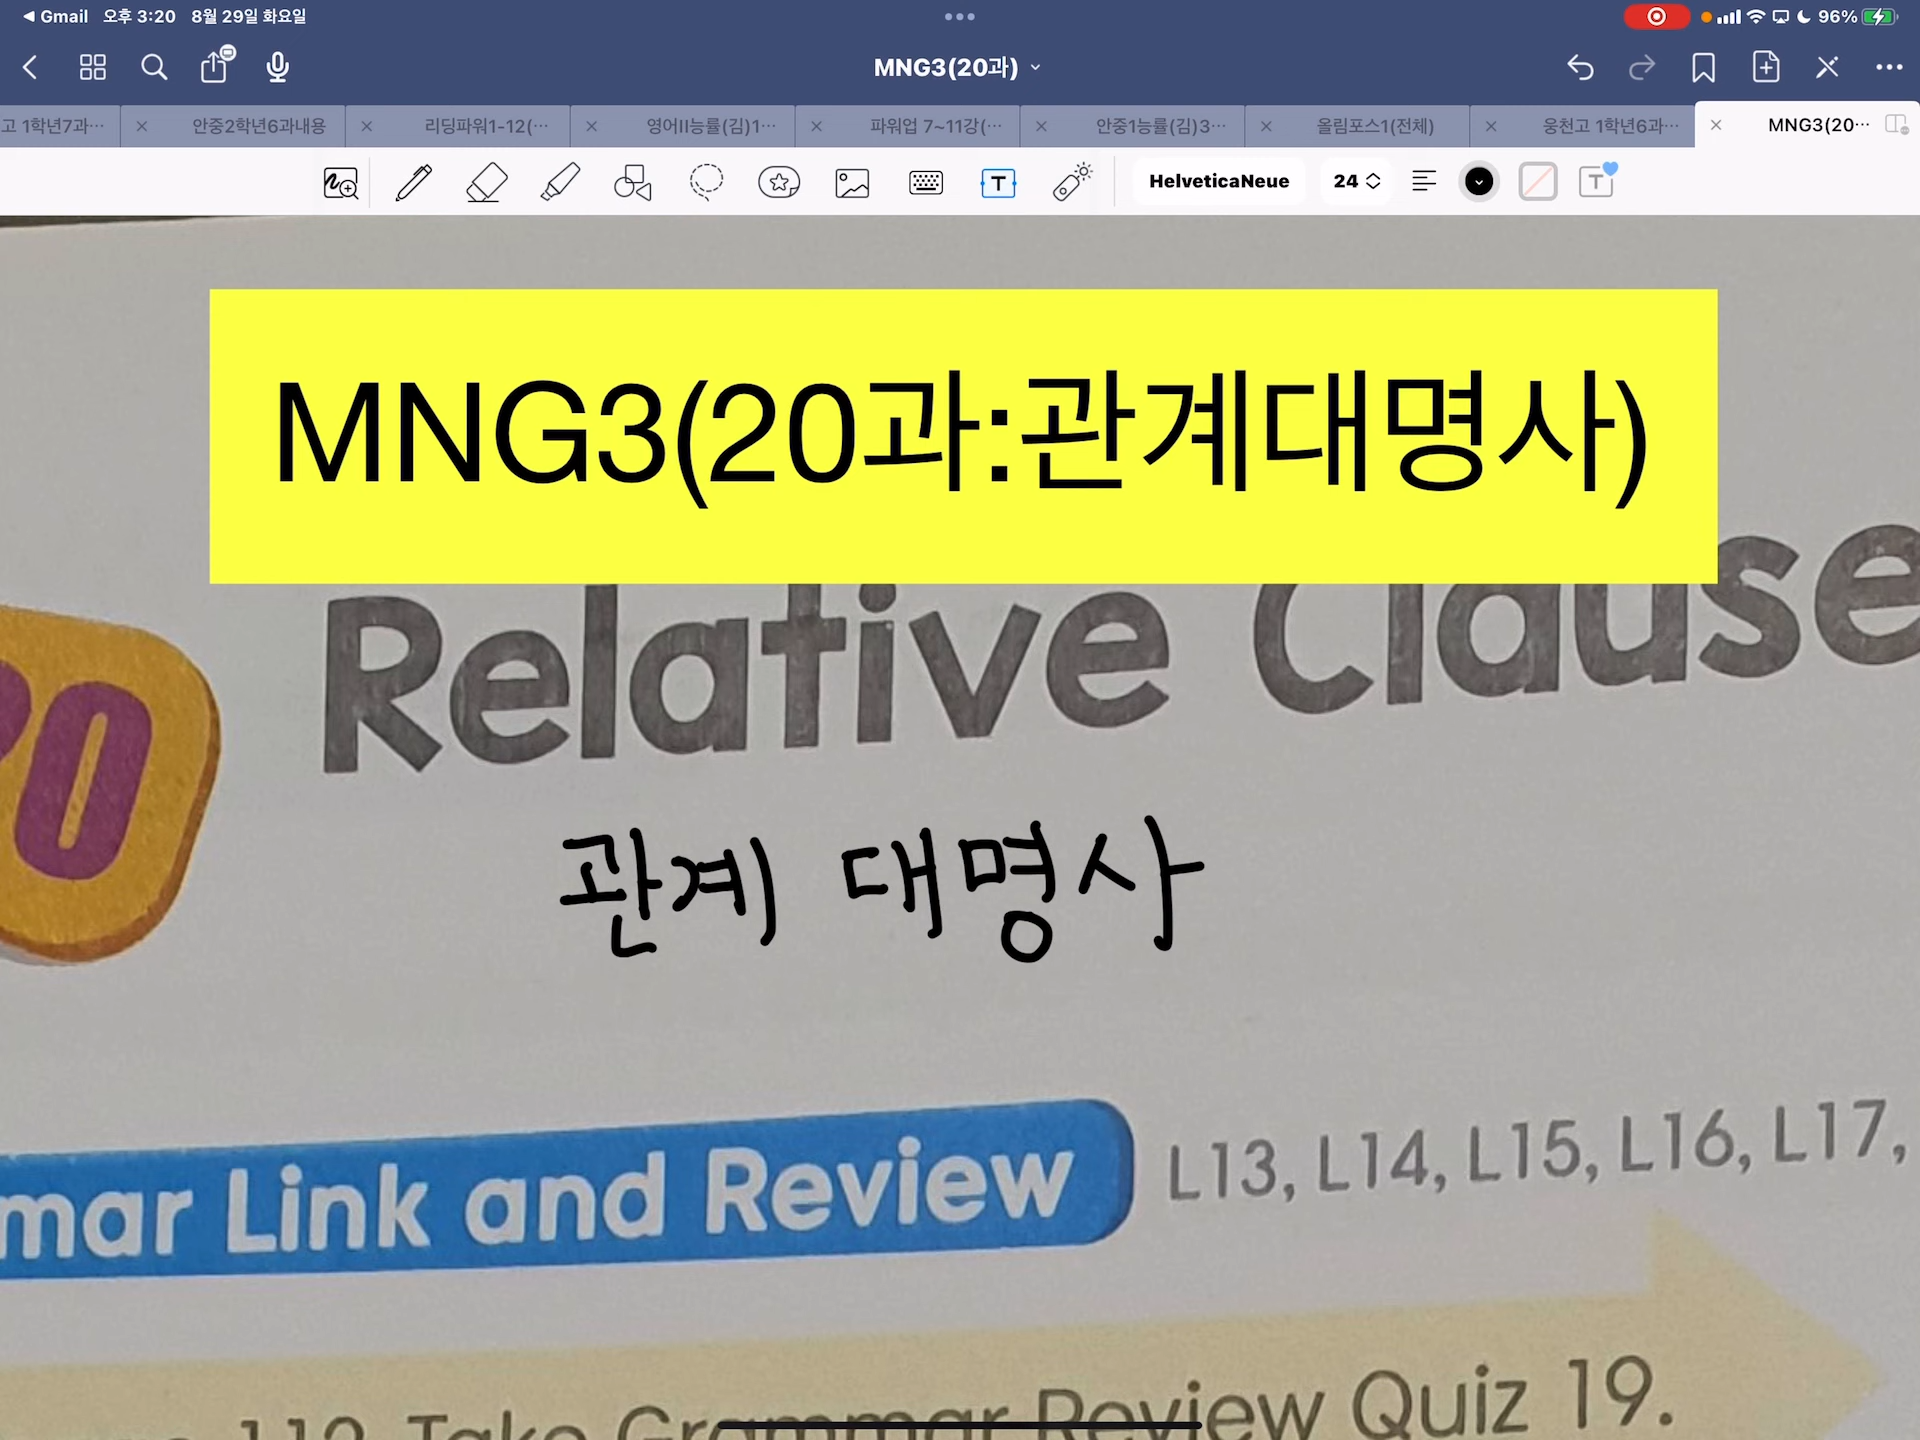 Gmail 오후 3:20 8월 29일 화요일 96%
MNG3(20과)
고 1학년7과… 안중2학년6과내용 리딩파워1-12(… 영어II능률(김)1… 파워업 7~11강(… 안중1능률(김)3… 올림포스1(전체) 웅천고 1학년6과… MNG3(20…
HelveticaNeue 24
MNG3(20과:관계대명사)
20 Relative Clause
관계 대명사
mar Link and Review L13, L14, L15, L16, L17,
Take Grammar Review Quiz 19.